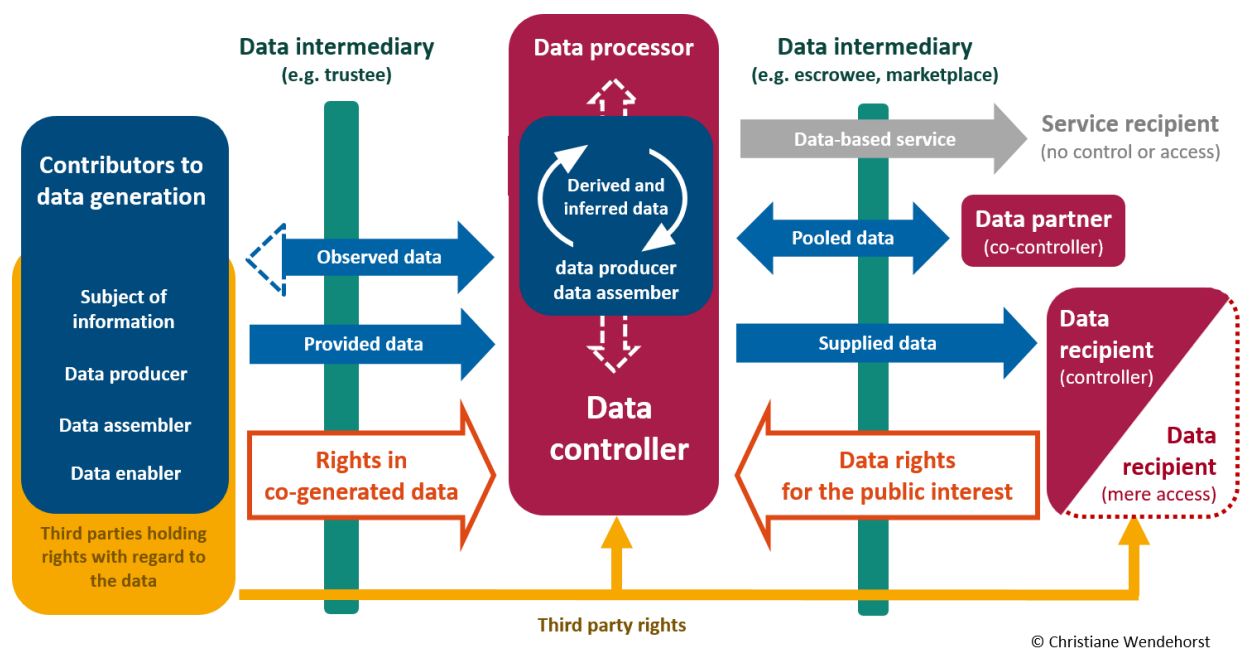 Data intermediary
(e.g. trustee)
Data processor
Data intermediary
(e.g. escrowee, marketplace)
Contributors to
data generation
Subject of
information
Data producer
Data assembler
Data enabler
Third parties holding
rights with regard to
the data
Observed data
Provided data
Rights in
co-generated data
Derived and
inferred data
data producer
data assember
Data
controller
Data-based service
Service recipient
(no control or access)
Pooled data
Data partner
(co-controller)
Supplied data
Data
recipient
(controller)
Data
recipient
(mere access)
Data rights
for the public interest
Third party rights
© Christiane Wendehorst